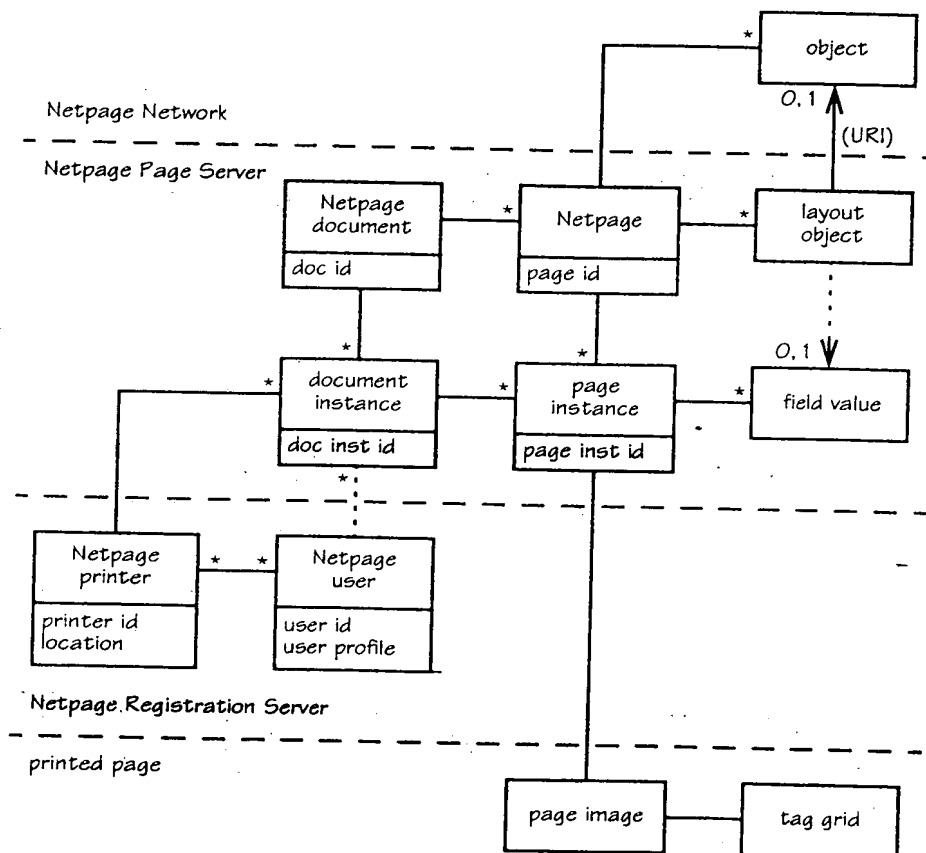 *
object
Netpage Network
0, 1
(URI)
Netpage Page Server
Netpage
document
doc id
*
Netpage
page id
*
layout
object
*
*
0, 1
*
document
instance
doc inst id
*
page
instance
page inst id
*
field value
*
Netpage
printer
printer id
location
*
*
Netpage
user
user id
user profile
Netpage Registration Server
printed page
page image
tag grid